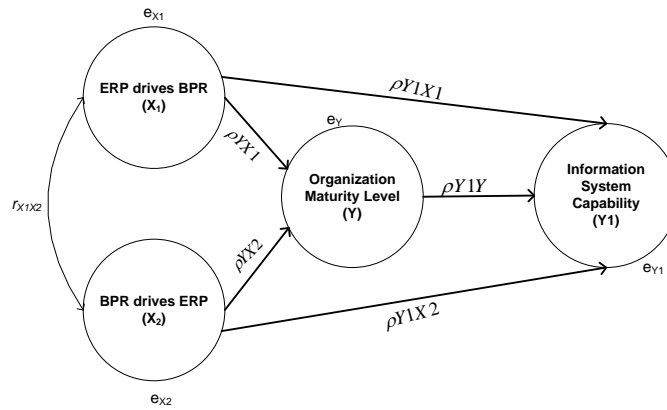 eX1
ERP drives BPR
(X1)
ρY1X1
ρYX1
eY
Organization
Maturity Level
(Y)
ρY1Y
Information
System
Capability
(Y1)
rX1X2
ρYX2
BPR drives ERP
(X2)
ρY1X2
eY1
eX2